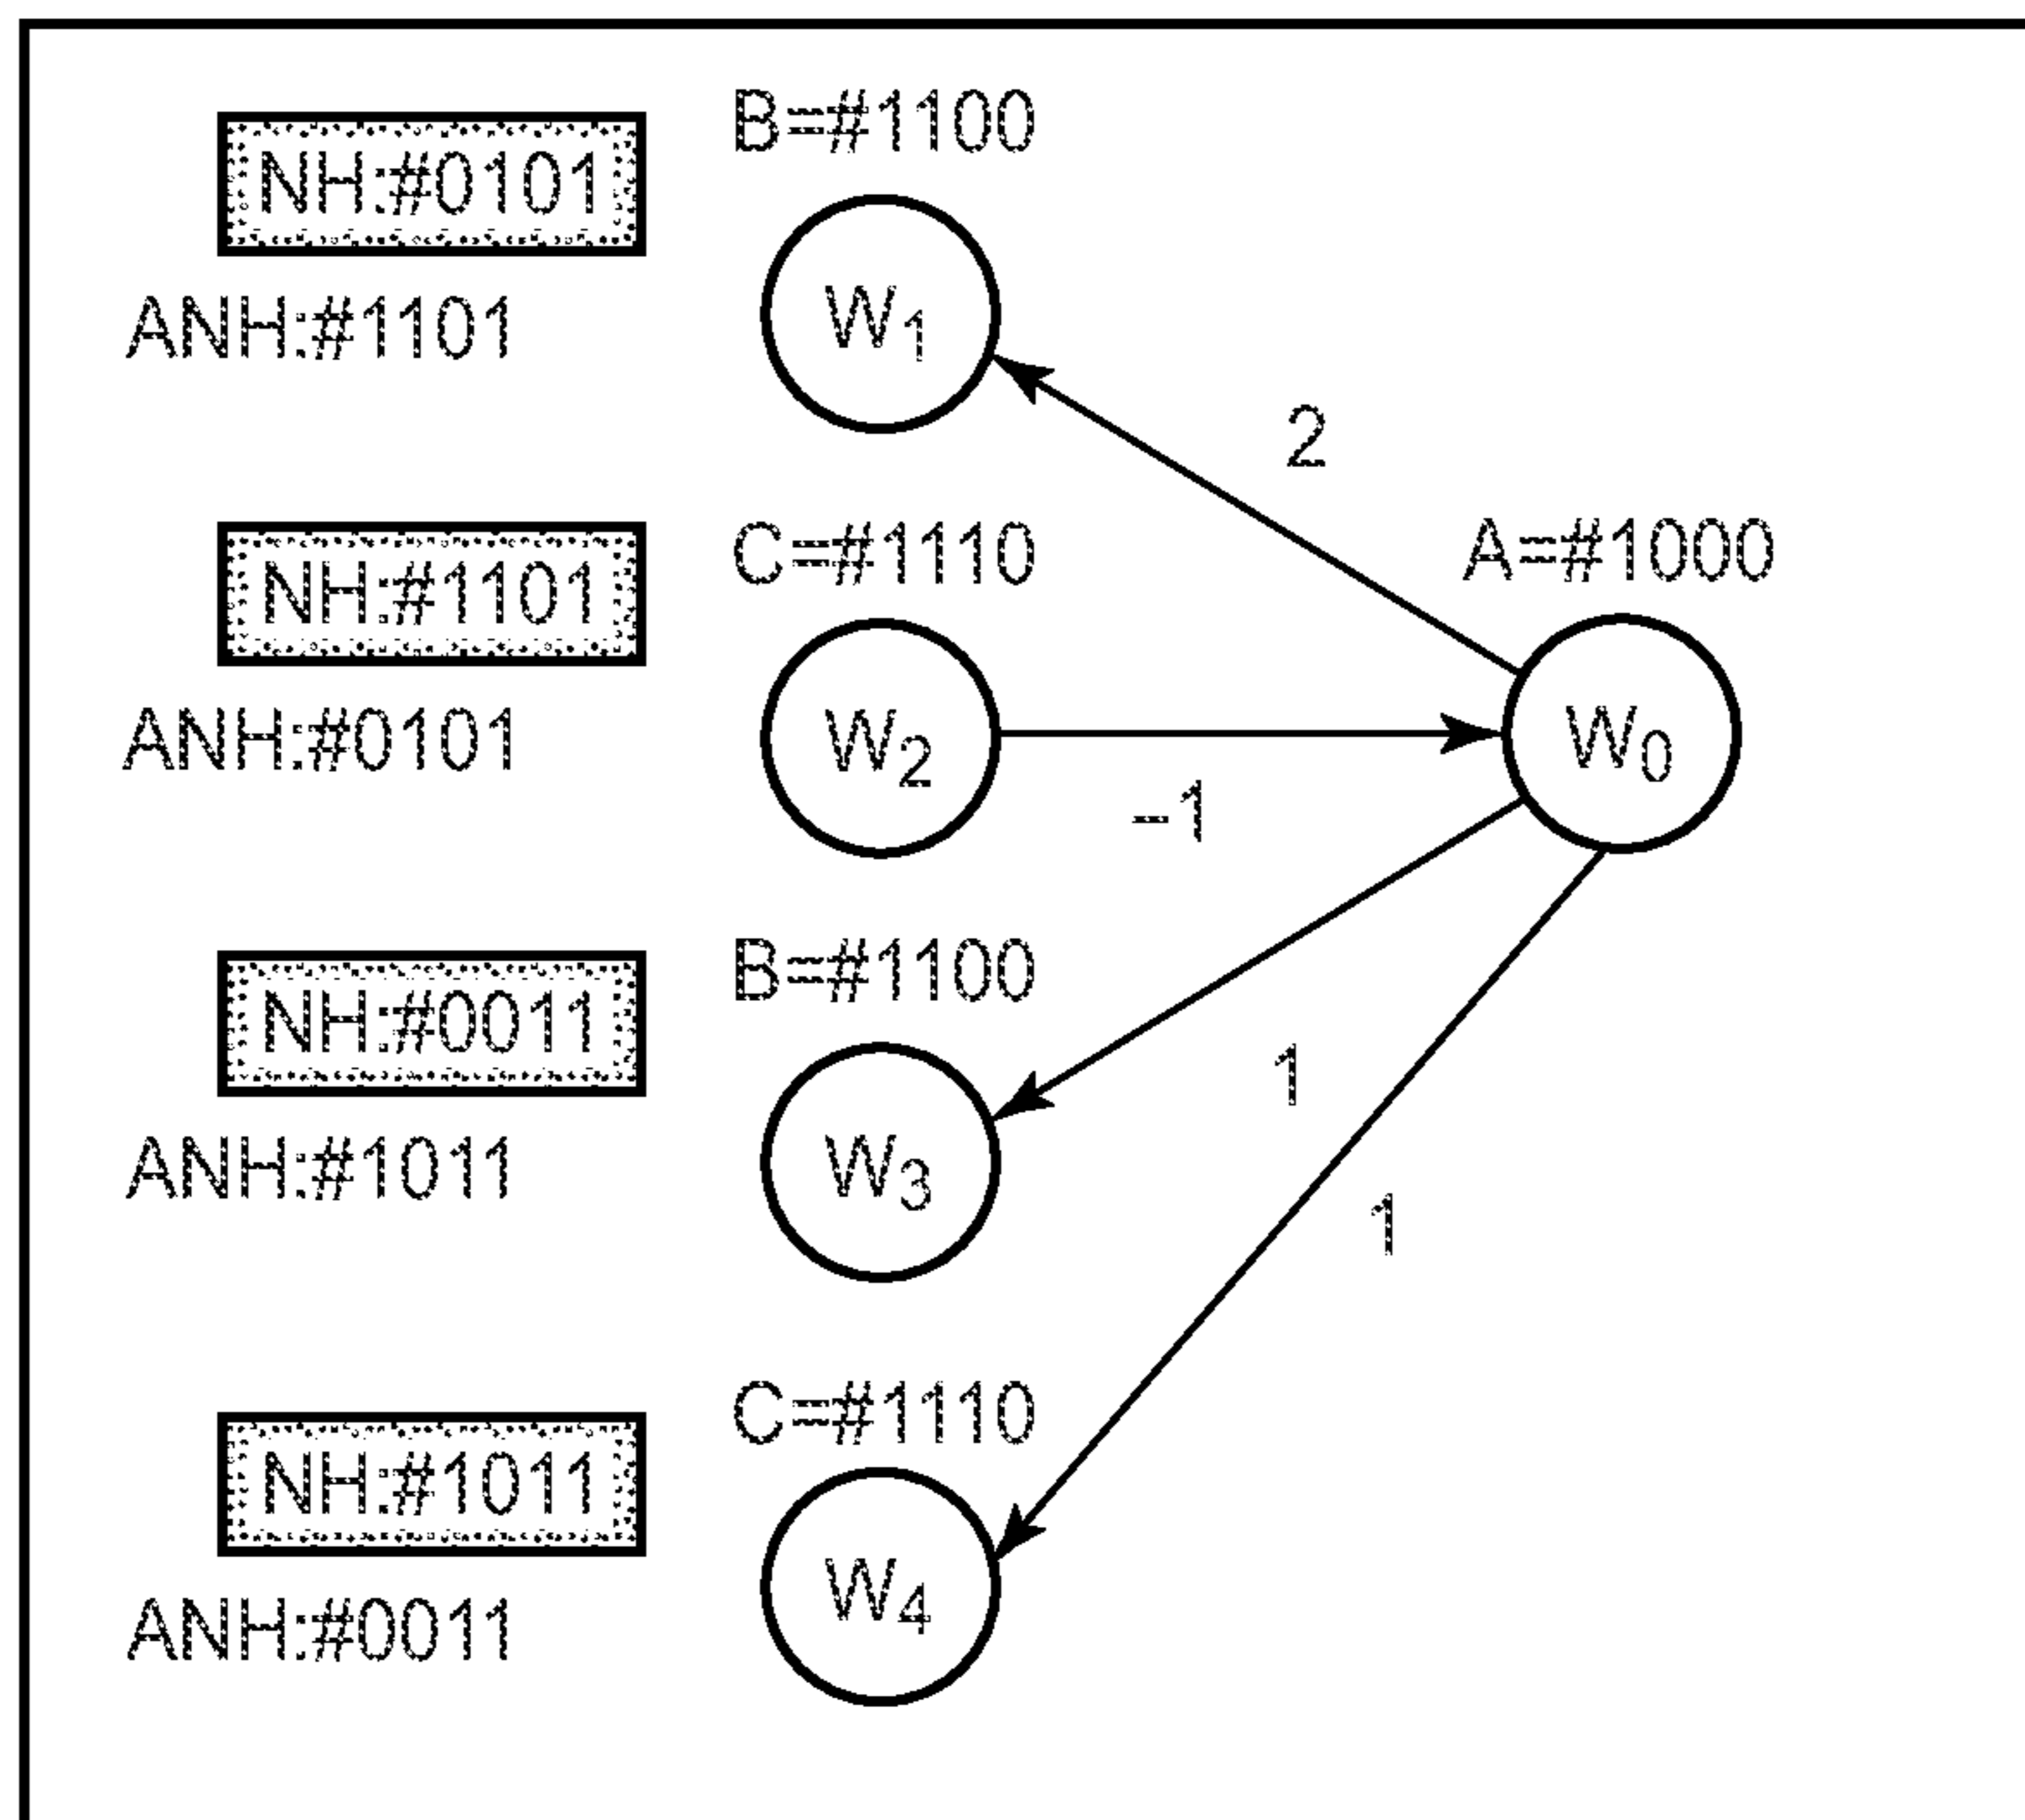 B=#1100
NH:#0101
W1
ANH:#1101
2
C=#1110
A=#1000
NH:#1101
W2
W0
ANH:#0101
–1
B=#1100
NH:#0011
1
W3
ANH:#1011
1
C=#1110
NH:#1011
W4
ANH:#0011